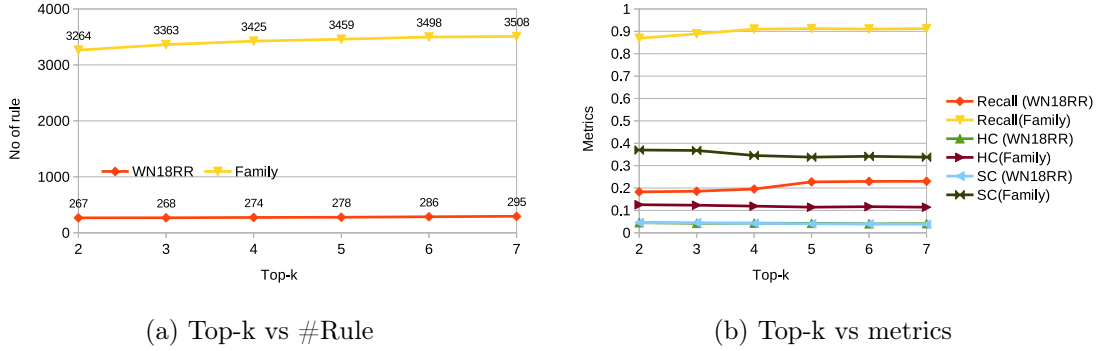 4000
3000
2000
1000
0
No of rule
3264 3363 3425 3459 3498 3508
WN18RR Family
267 268 274 278 286 295
2 3 4 5 6 7
Top-k
(a) Top-k vs #Rule
1
0.9
0.8
0.7
0.6
0.5
0.4
0.3
0.2
0.1
0
Metrics
2 3 4 5 6 7
Top-k
Recall (WN18RR)
Recall(Family)
HC (WN18RR)
HC(Family)
SC (WN18RR)
SC(Family)
(b) Top-k vs metrics